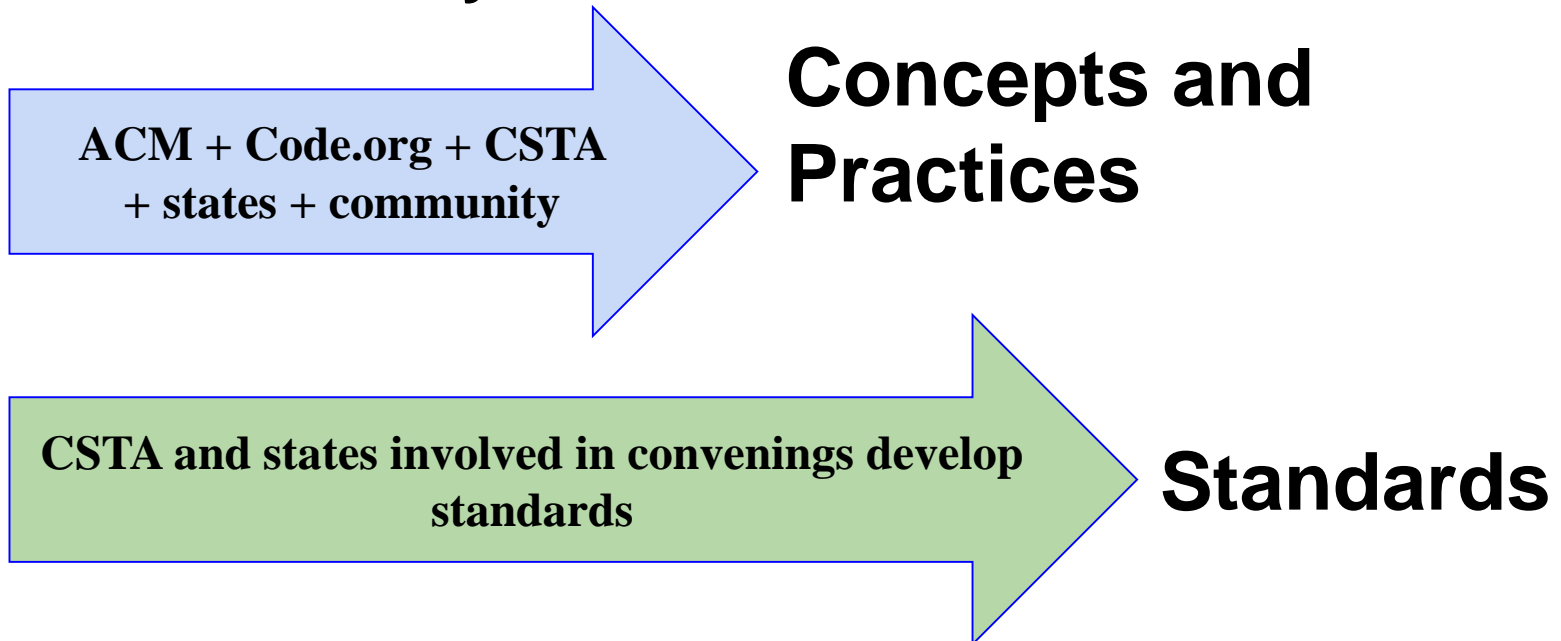 ACM + Code.org + CSTA
+ states + community
Concepts and
Practices
CSTA and states involved in convenings develop
standards
Standards